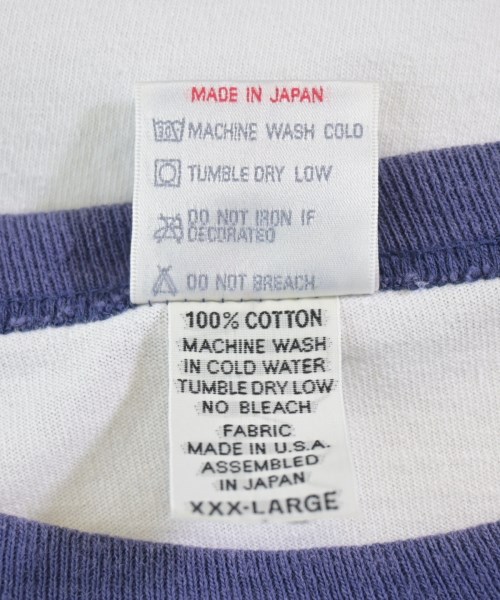 MADE IN JAPAN
30 MACHINE WASH COLD
TUMBLE DRY LOW
DO NOT IRON IF
DECORATED
DO NOT BREACH
100% COTTON
MACHINE WASH
IN COLD WATER
TUMBLE DRY LOW
NO BLEACH
FABRIC
MADE IN U.S.A.
ASSEMBLED
IN JAPAN
XXX-LARGE